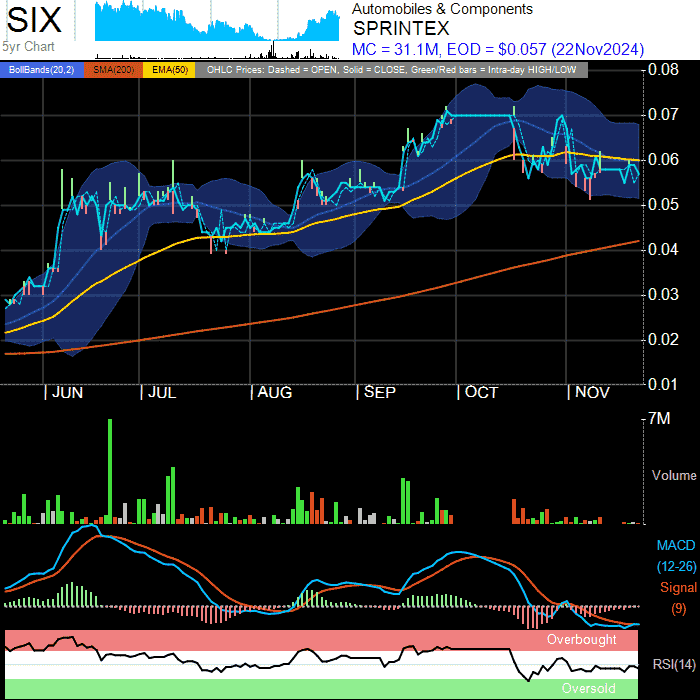 SIX
5yr Chart
Automobiles & Components
SPRINTEX
MC = 31.1M, EOD = $0.057 (22Nov2024)
BollBands(20,2) SMA(200) EMA(50) OHLC Prices: Dashed = OPEN, Solid = CLOSE, Green/Red bars = Intra-day HIGH/LOW
0.08
0.07
0.06
0.05
0.04
0.03
0.02
0.01
| JUN | JUL | AUG | SEP | OCT | NOV
7M
Volume
MACD
(12-26)
Signal
(9)
Overbought
RSI(14)
Oversold